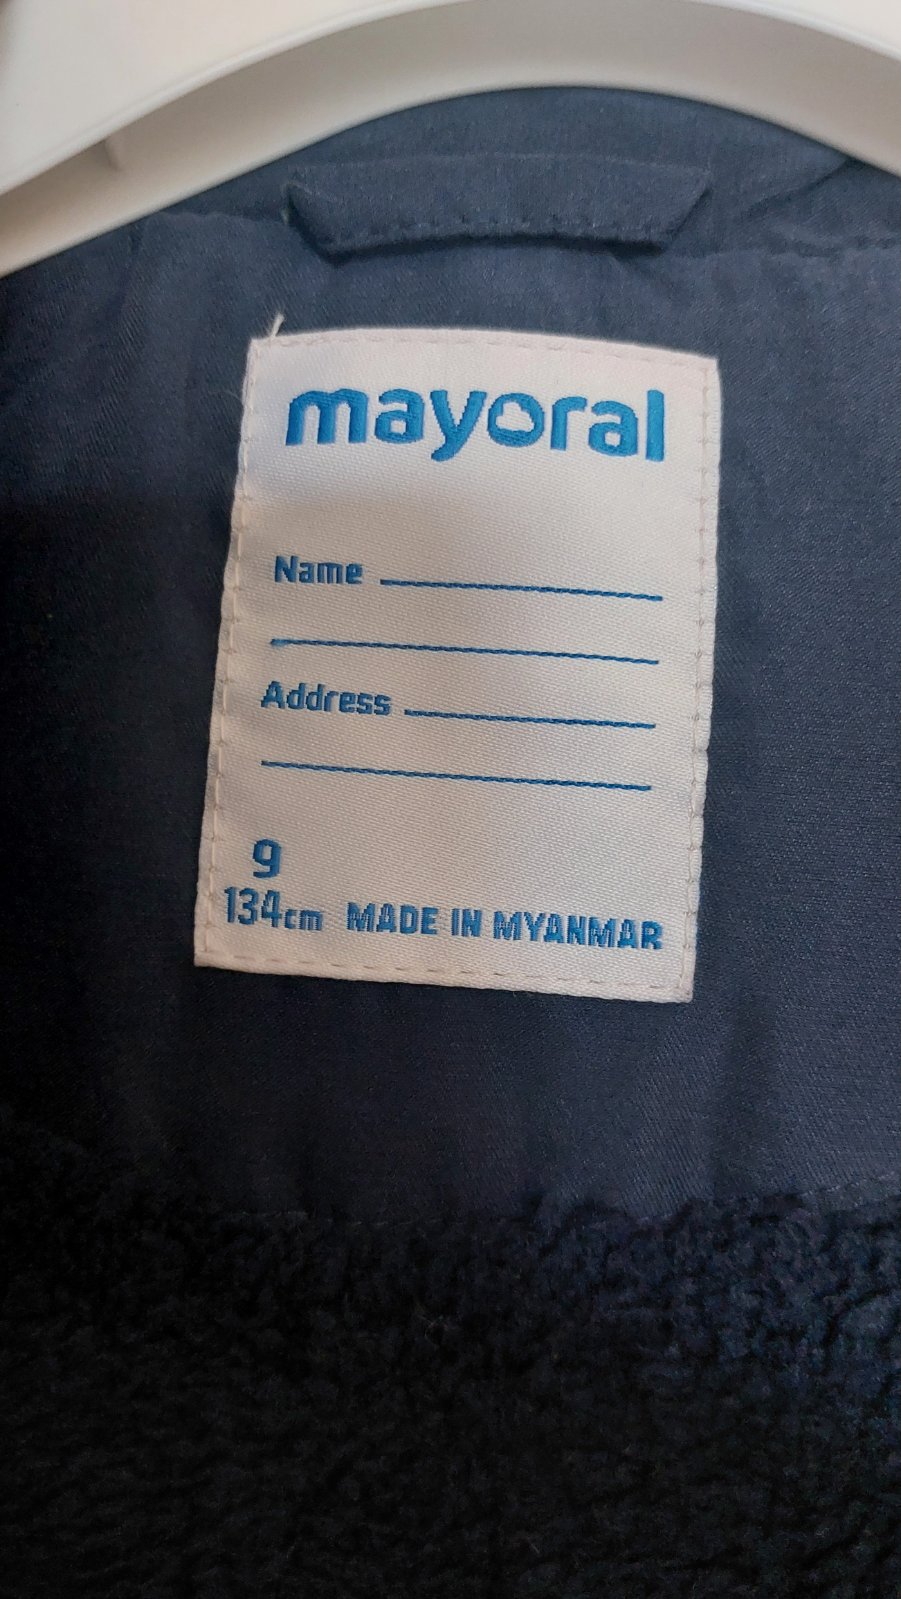 mayoral
Name
Address
9
134cm MADE IN MYANMAR